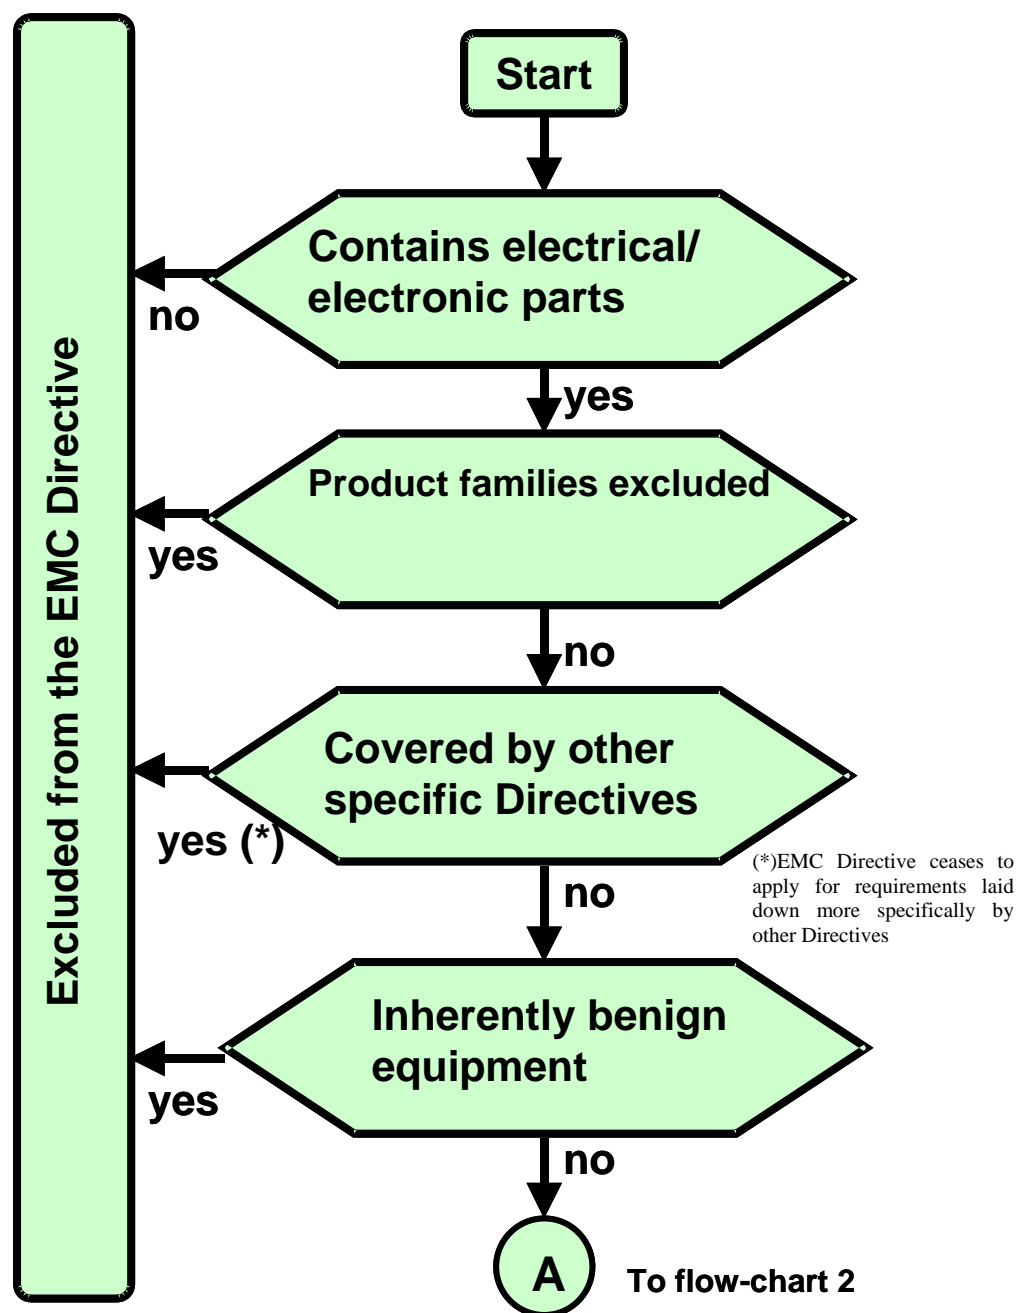 Start
Contains electrical/
electronic parts
no
yes
Product families excluded
yes
no
Covered by other
specific Directives
yes (*)
no
(*)EMC Directive ceases to
apply for requirements laid
down more specifically by
other Directives
Inherently benign
equipment
yes
no
A
To flow-chart 2
Excluded from the EMC Directive